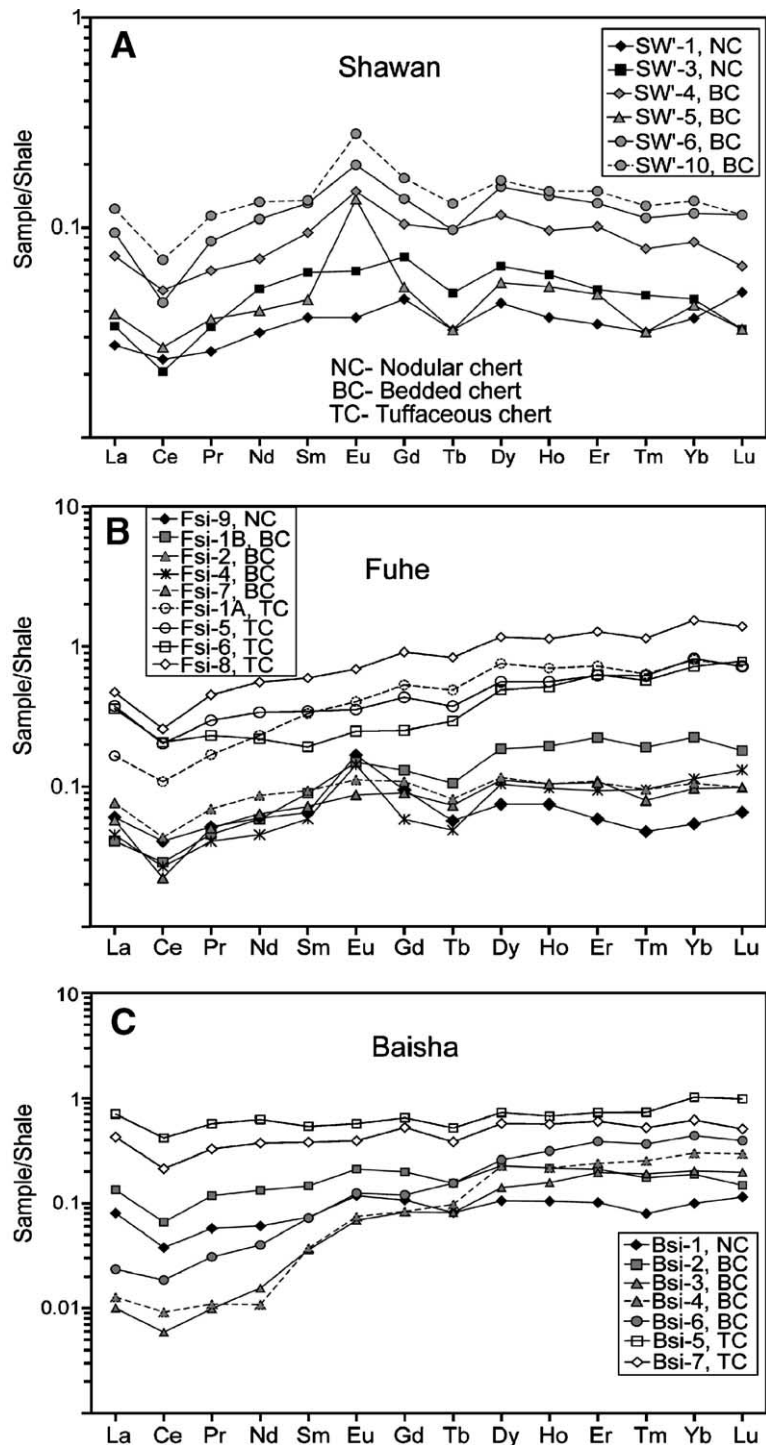 A
Shawan
1
0.1
Sample/Shale
SW'-1, NC
SW'-3, NC
SW'-4, BC
SW'-5, BC
SW'-6, BC
SW'-10, BC
NC- Nodular chert
BC- Bedded chert
TC- Tuffaceous chert
La Ce Pr Nd Sm Eu Gd Tb Dy Ho Er Tm Yb Lu
B
Fuhe
10
1
0.1
Sample/Shale
Fsi-9, NC
Fsi-1B, BC
Fsi-2, BC
Fsi-4, BC
Fsi-7, BC
Fsi-1A, TC
Fsi-5, TC
Fsi-6, TC
Fsi-8, TC
La Ce Pr Nd Sm Eu Gd Tb Dy Ho Er Tm Yb Lu
C
Baisha
10
1
0.1
0.01
Sample/Shale
Bsi-1, NC
Bsi-2, BC
Bsi-3, BC
Bsi-4, BC
Bsi-6, BC
Bsi-5, TC
Bsi-7, TC
La Ce Pr Nd Sm Eu Gd Tb Dy Ho Er Tm Yb Lu